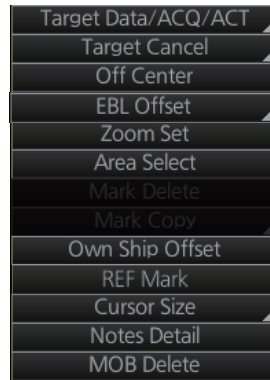 Target Data/ACQ/ACT
Target Cancel
Off Center
EBL Offset
Zoom Set
Area Select
Mark Delete
Mark Copy
Own Ship Offset
REF Mark
Cursor Size
Notes Detail
MOB Delete